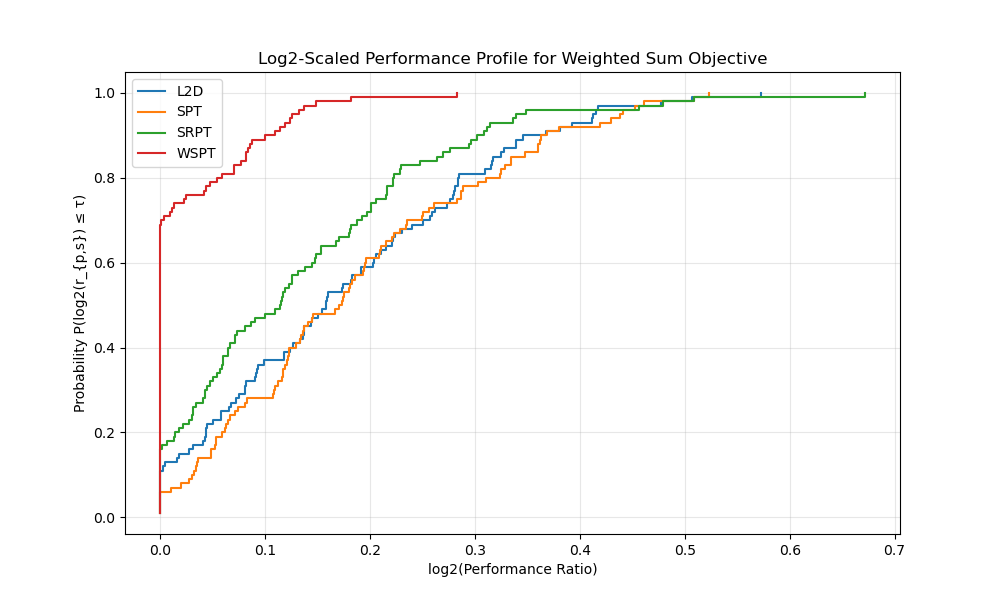 Log2-Scaled Performance Profile for Weighted Sum Objective
L2D
SPT
SRPT
WSPT
Probability P(log2(r_{p,s}) ≤ τ)
1.0
0.8
0.6
0.4
0.2
0.0
0.0 0.1 0.2 0.3 0.4 0.5 0.6 0.7
log2(Performance Ratio)